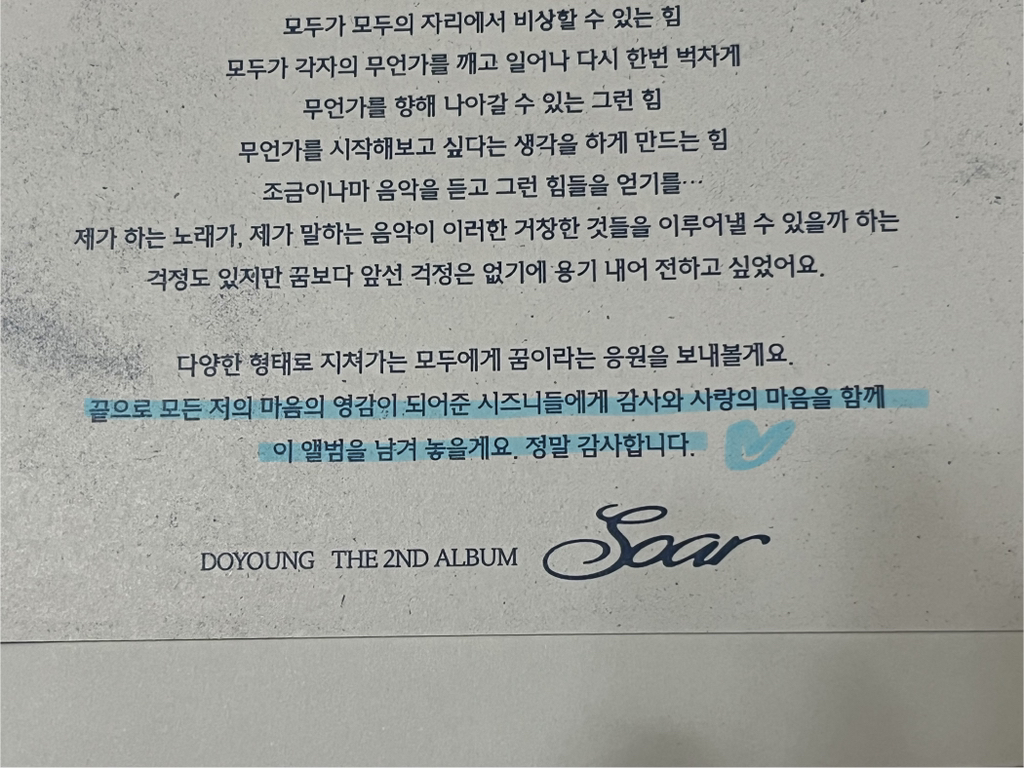 모두가 모두의 자리에서 비상할 수 있는 힘
모두가 각자의 무언가를 깨고 일어나 다시 한번 벅차게
무언가를 향해 나아갈 수 있는 그런 힘
무언가를 시작해보고 싶다는 생각을 하게 만드는 힘
조금이나마 음악을 듣고 그런 힘들을 얻기를…
제가 하는 노래가, 제가 말하는 음악이 이러한 거창한 것들을 이루어낼 수 있을까 하는
걱정도 있지만 꿈보다 앞선 걱정은 없기에 용기 내어 전하고 싶었어요.
다양한 형태로 지쳐가는 모두에게 꿈이라는 응원을 보내볼게요.
끝으로 모든 저의 마음의 영감이 되어준 시즈니들에게 감사와 사랑의 마음을 함께
이 앨범을 남겨 놓을게요. 정말 감사합니다.
DOYOUNG THE 2ND ALBUM Soar